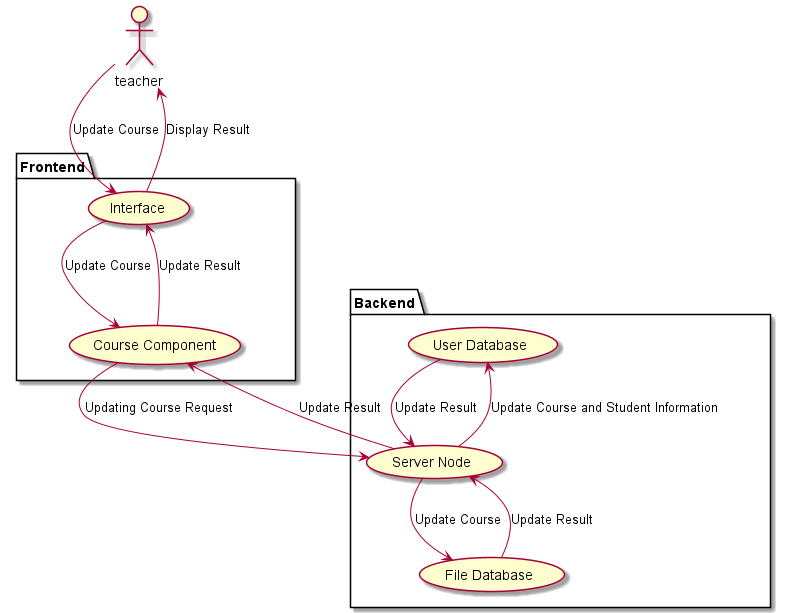 teacher
Update Course
Display Result
Frontend
Interface
Update Course
Update Result
Backend
Course Component
User Database
Updating Course Request
Update Result
Update Result
Update Course and Student Information
Server Node
Update Course
Update Result
File Database